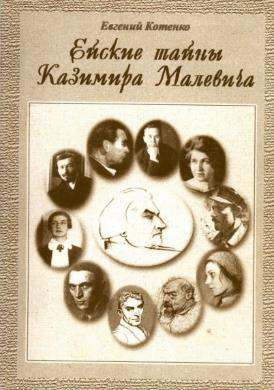 Евгений Котенко
Ейские тайны
Казимира Малевича